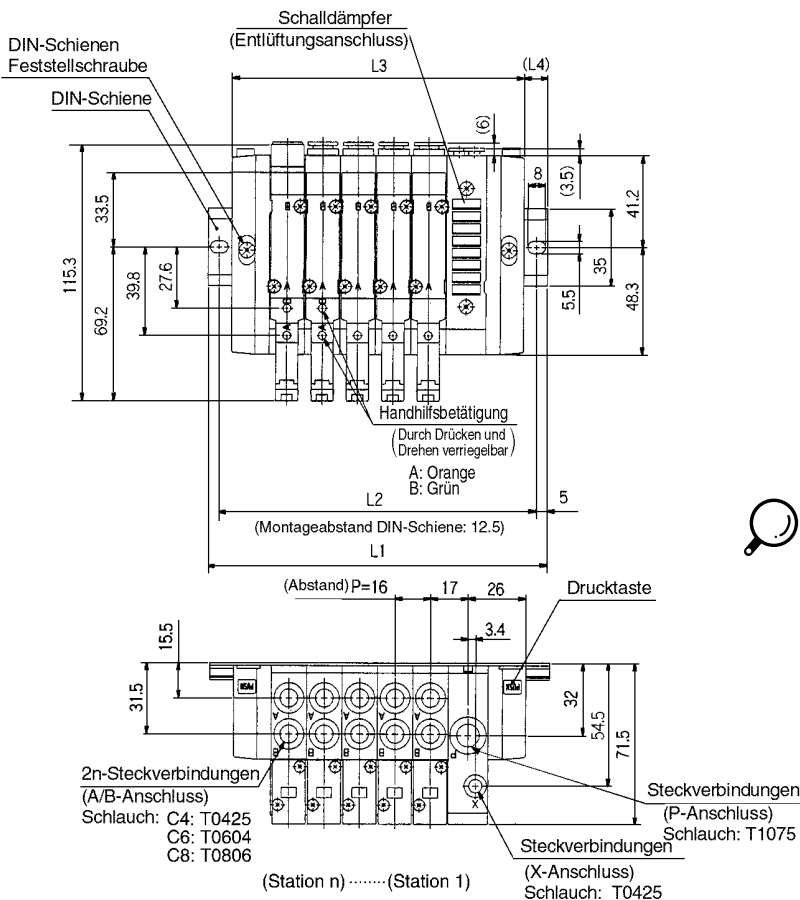 Schalldämpfer
(Entlüftungsanschluss)
DIN-Schienen
Feststellschraube
DIN-Schiene
L3
(L4)
(6)
(3.5)
8
41.2
35
5.5
48.3
115.3
33.5
69.2
39.8
27.6
B B B B B
A A A A A
B B
A A
Handhilfsbetätigung
(Durch Drücken und
Drehen verriegelbar)
A: Orange
B: Grün
L2
5
(Montageabstand DIN-Schiene: 12.5)
L1
(Abstand) P=16
17
26
Drucktaste
3.4
15.5
31.5
32
54.5
71.5
PUSH
PUSH
A A A A A
B B B B B
P
X
2n-Steckverbindungen
(A/B-Anschluss)
Schlauch: C4: T0425
C6: T0604
C8: T0806
Steckverbindungen
(P-Anschluss)
Schlauch: T1075
Steckverbindungen
(X-Anschluss)
Schlauch: T0425
(Station n) ········ (Station 1)